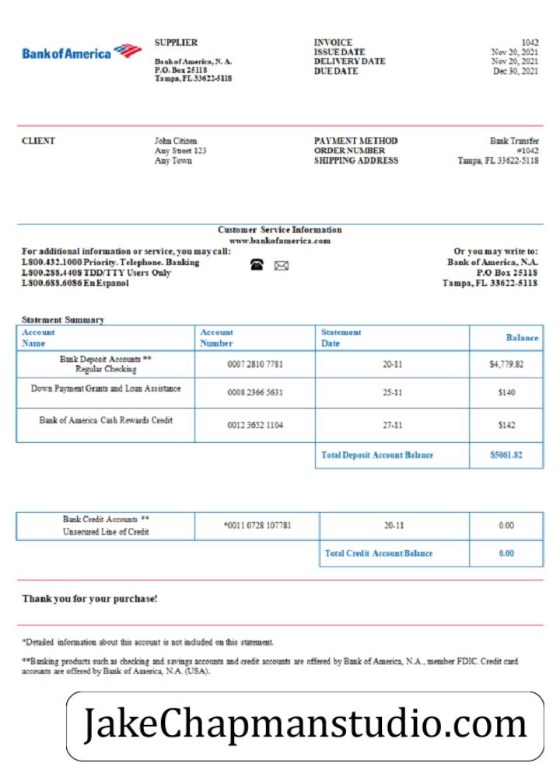 Bank of America
SUPPLIER
Bank of America, N. A.
P.O. Box 25118
Tampa, FL 33622-5118
INVOICE 1042
ISSUE DATE Nov 20, 2021
DELIVERY DATE Nov 20, 2021
DUE DATE Dec 30, 2021
CLIENT
John Citizen
Any Street 123
Any Town
PAYMENT METHOD Bank Transfer
ORDER NUMBER #1042
SHIPPING ADDRESS Tampa, FL 33622-5118
Customer Service Information
www.bankofamerica.com
For additional information or service, you may call:
1.800.432.1000 Priority. Telephone. Banking
1.800.288.4408 TDD/TTY Users Only
1.800.688.6086 En Espanol
Or you may write to:
Bank of America, N.A.
P.O Box 25118
Tampa, FL 33622-5118
Statement Summary
Account Name Account Number Statement Date Balance
Bank Deposit Accounts **
Regular Checking 0007 2810 7781 20-11 $4,779.82
Down Payment Grants and Loan Assistance 0008 2366 5631 25-11 $140
Bank of America Cash Rewards Credit 0012 3652 1104 27-11 $142
Total Deposit Account Balance $5061.82
Bank Credit Accounts **
Unsecured Line of Credit *0011 0728 107781 20-11 0.00
Total Credit Account Balance 0.00
Thank you for your purchase!
*Detailed information about this account is not included on this statement.
**Banking products such as checking and savings accounts and credit accounts are offered by Bank of America, N.A., member FDIC. Credit card
accounts are offered by Bank of America, N.A. (USA).
JakeChapmanstudio.com